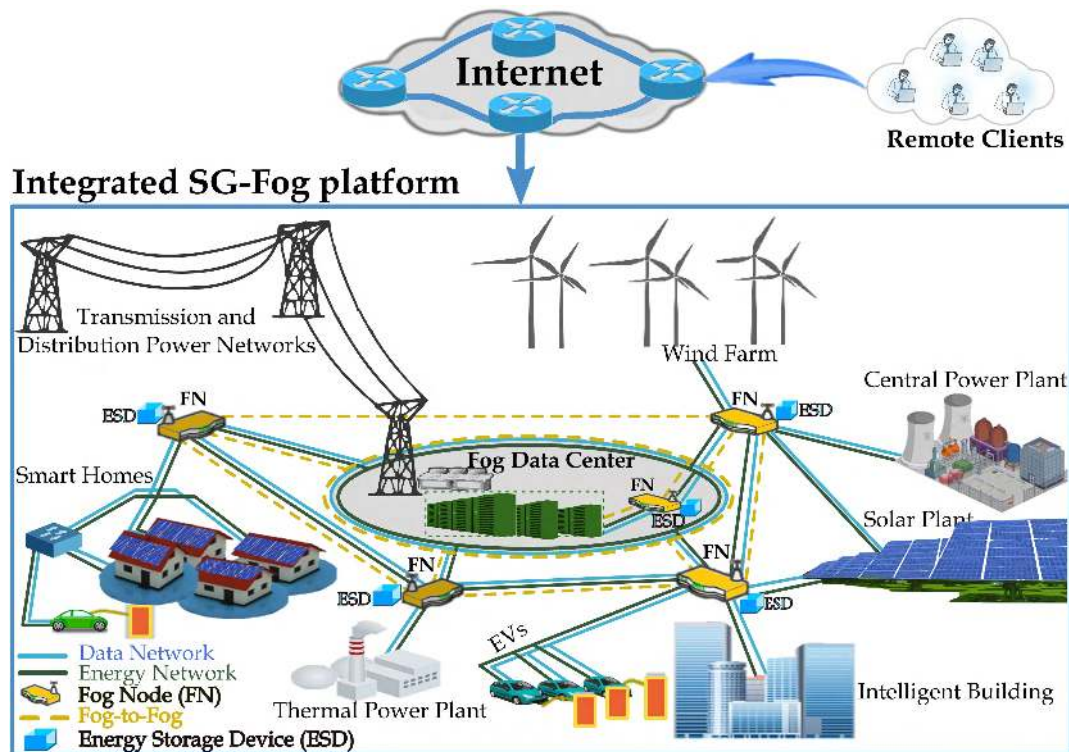 Internet
Remote Clients
Integrated SG-Fog platform
Transmission and
Distribution Power Networks
Wind Farm
Central Power Plant
FN
ESD
FN
ESD
Fog Data Center
FN
ESD
Smart Homes
Solar Plant
FN
ESD
FN
ESD
EVs
Data Network
Energy Network
Fog Node (FN)
Fog-to-Fog
Energy Storage Device (ESD)
Thermal Power Plant
Intelligent Building